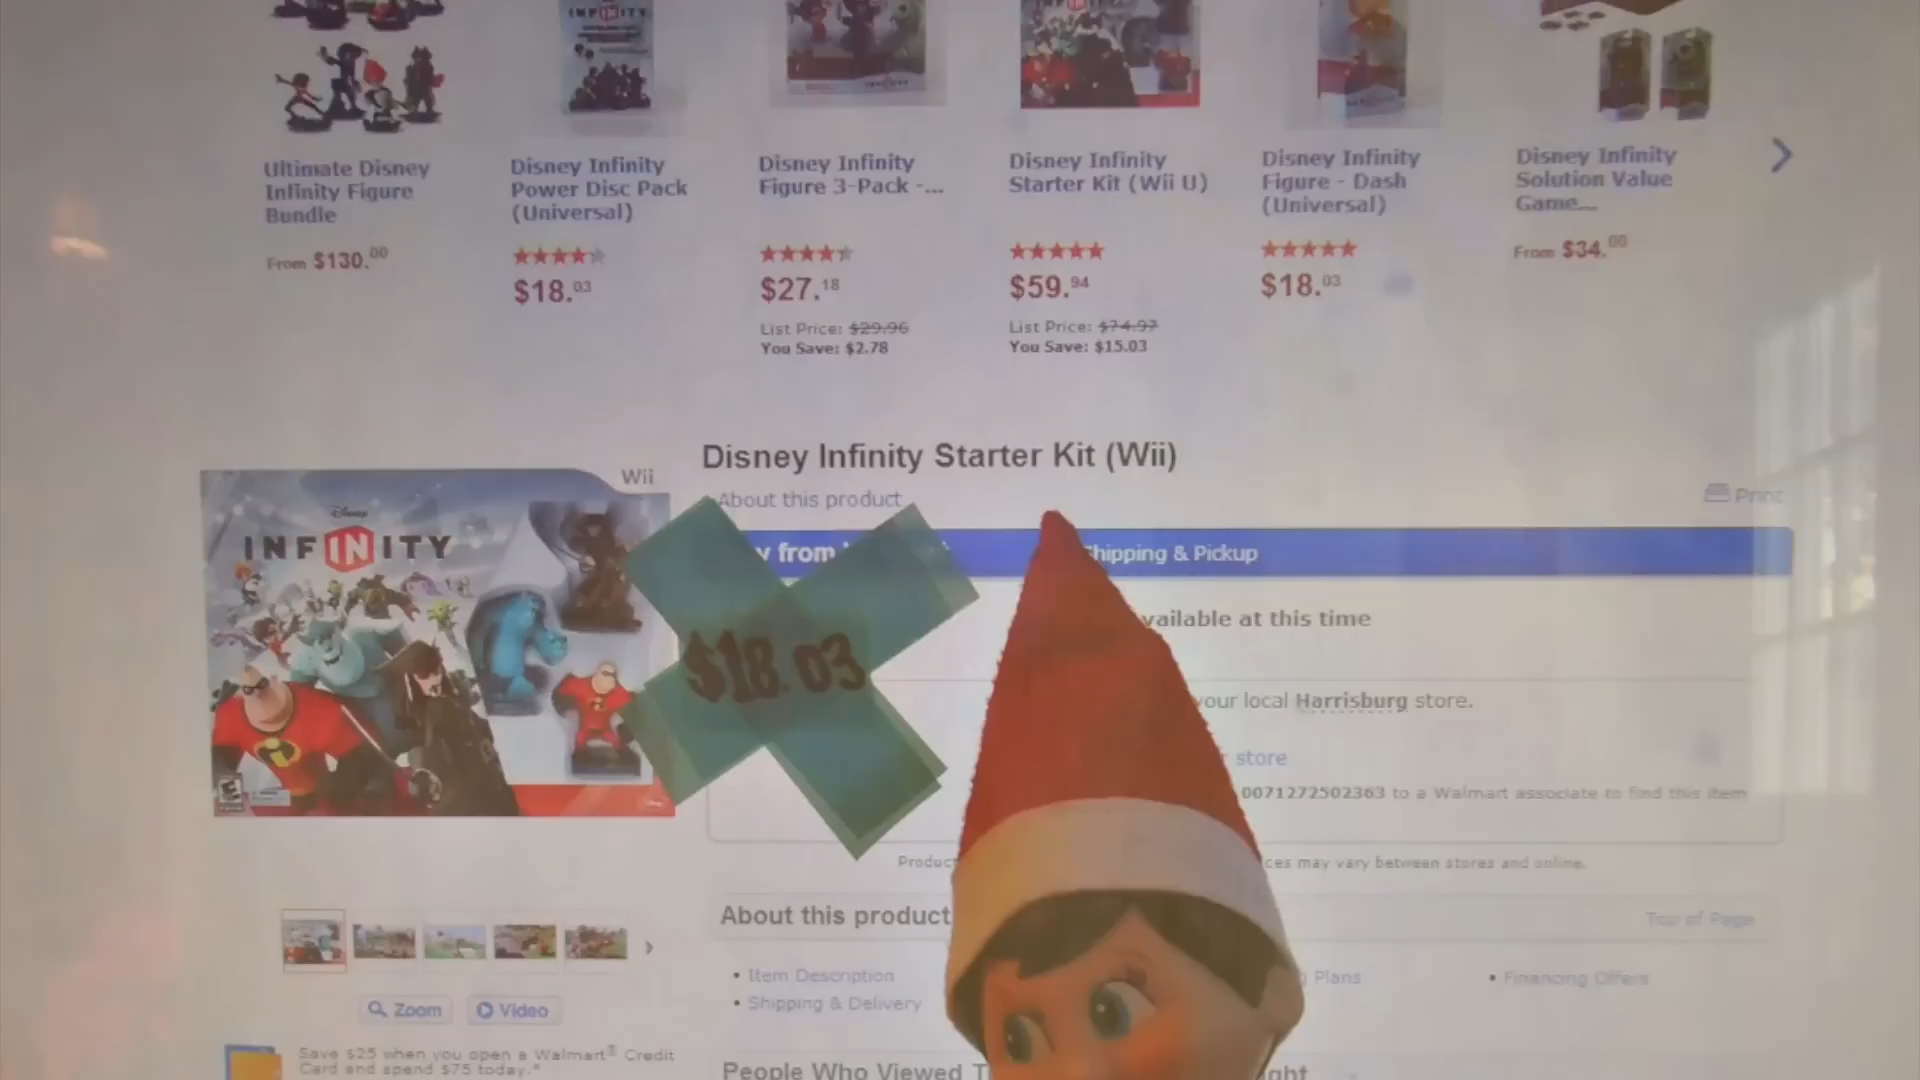 INFINITY
Ultimate Disney
Infinity Figure
Bundle
From $130.00
Disney Infinity
Power Disc Pack
(Universal)
$18.03
Disney Infinity
Figure 3-Pack -...
$27.18
List Price: $29.96
You Save: $2.78
Disney Infinity
Starter Kit (Wii U)
$59.94
List Price: $74.97
You Save: $15.03
Disney Infinity
Figure - Dash
(Universal)
$18.03
Disney Infinity
Solution Value
Game...
From $34.00
Disney Infinity Starter Kit (Wii)
About this product
Print
Wii
Disney
INFINITY
E
from
Shipping & Pickup
vailable at this time
$18.03
your local Harrisburg store.
store
0071272502363 to a Walmart associate to find this item
Produc
ces may vary between stores and online.
About this product
Top of Page
• Item Description
Plans
• Financing Offers
• Shipping & Delivery
Zoom
Video
Save $25 when you open a Walmart® Credit
Card and spend $75 today.*
People Who Viewed T
ght